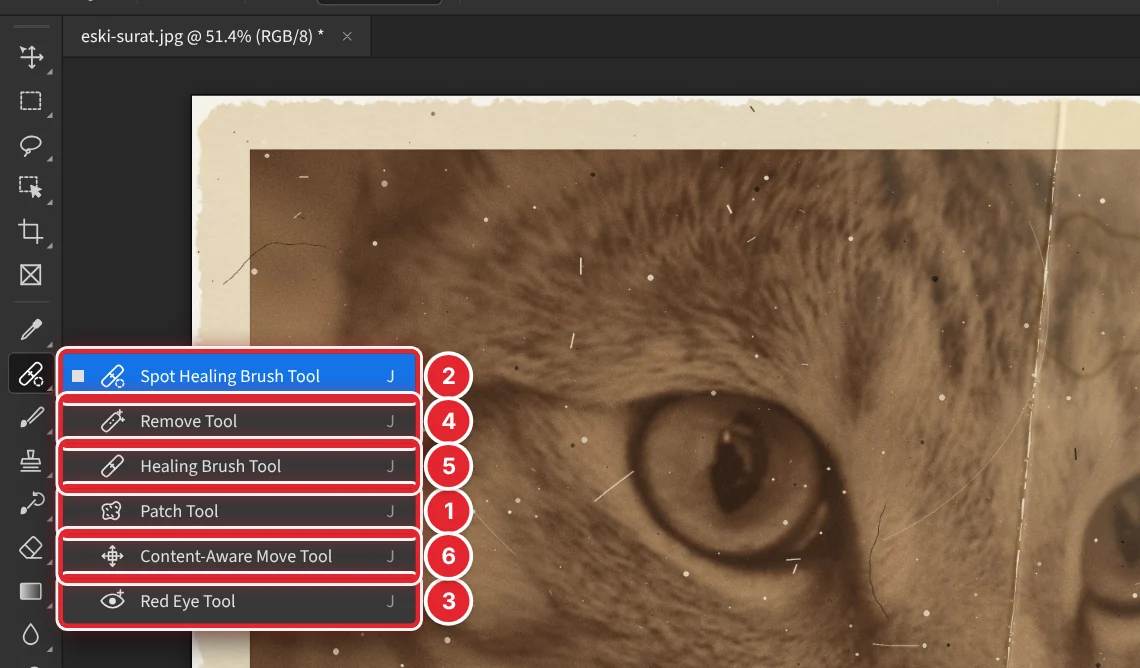 eski-surat.jpg @ 51.4% (RGB/8) * ×
Spot Healing Brush Tool J 2
Remove Tool J 4
Healing Brush Tool J 5
Patch Tool J 1
Content-Aware Move Tool J 6
Red Eye Tool J 3